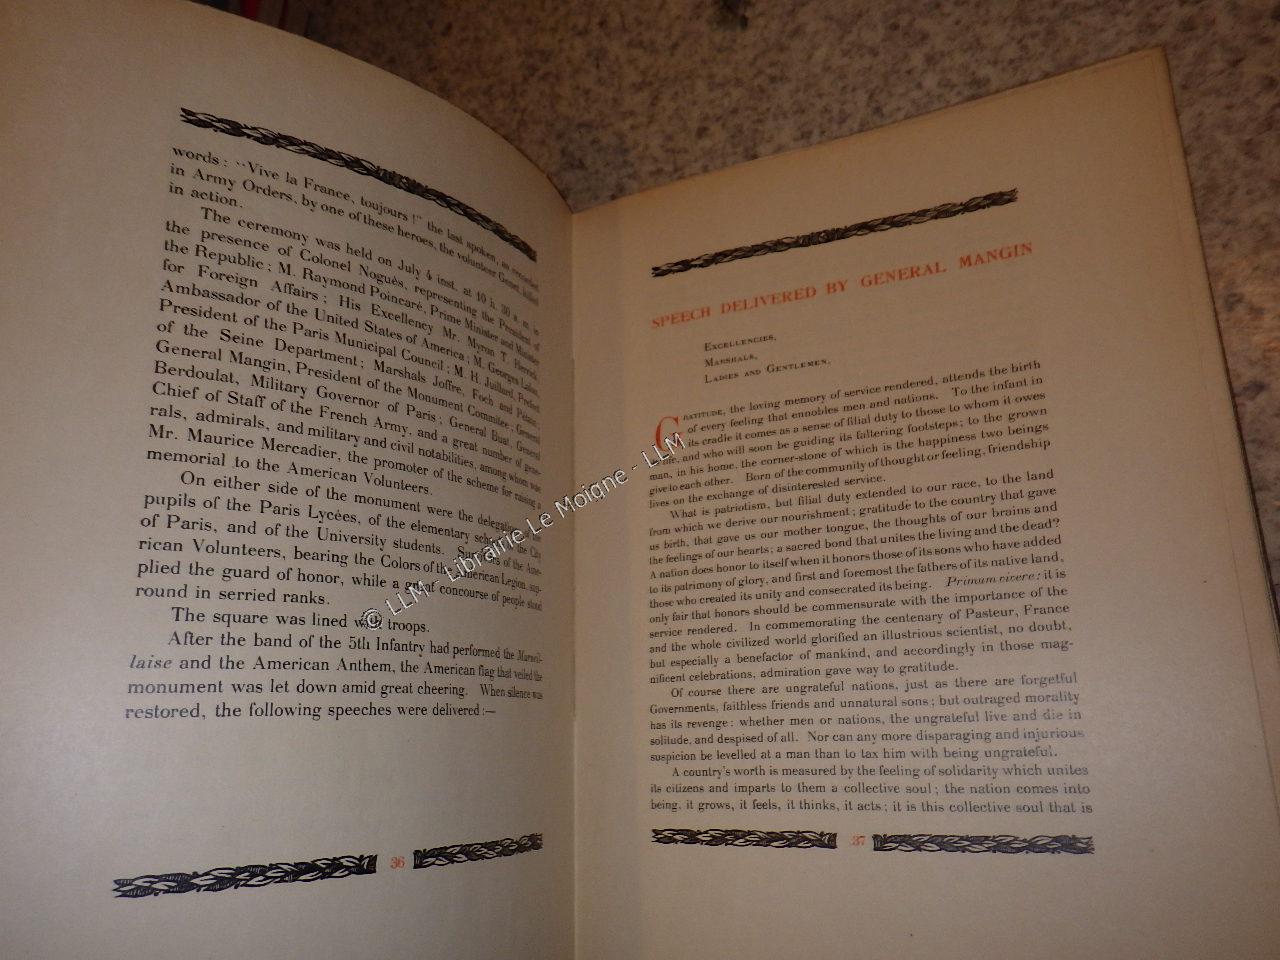 words: "Vive la France, toujours!" the last spoken, as recorded
in Army Orders, by one of these heroes, the volunteer Genet, killed
in action.
The ceremony was held on July 4 inst. at 10 h. 30 a. m. in
the presence of Colonel Noguès, representing the President of
the Republic; M. Raymond Poincaré, Prime Minister and Minister
for Foreign Affairs; His Excellency Mr. Myron T. Herrick,
Ambassador of the United States of America; M. Georges Lalou,
President of the Paris Municipal Council; M. H. Juillard, Prefect
of the Seine Department; Marshals Joffre, Foch and Pétain;
General Mangin, President of the Monument Committee; General
Berdoulat, Military Governor of Paris; General Buat, General
Chief of Staff of the French Army, and a great number of gene-
rals, admirals, and military and civil notabilities, among whom was
Mr. Maurice Mercadier, the promoter of the scheme for raising a
memorial to the American Volunteers.
On either side of the monument were the delegations
pupils of the Paris Lycées, of the elementary schools the City
of Paris, and of the University students. Survivors of the Ame-
rican Volunteers, bearing the Colors of the American Legion, sup-
plied the guard of honor, while a great concourse of people stood
round in serried ranks.
The square was lined with troops.
After the band of the 5th Infantry had performed the Marseil-
laise and the American Anthem, the American flag that veiled the
monument was let down amid great cheering. When silence was
restored, the following speeches were delivered:—
36
SPEECH DELIVERED BY GENERAL MANGIN
EXCELLENCIES,
MARSHALS,
LADIES AND GENTLEMEN,
GRATITUDE, the loving memory of service rendered, attends the birth
of every feeling that ennobles men and nations. To the infant in
its cradle it comes as a sense of filial duty to those to whom it owes
life, and who will soon be guiding its faltering footsteps; to the grown
man, in his home, the corner-stone of which is the happiness two beings
give to each other. Born of the community of thought or feeling, friendship
lives on the exchange of disinterested service.
What is patriotism, but filial duty extended to our race, to the land
from which we derive our nourishment; gratitude to the country that gave
us birth, that gave us our mother tongue, the thoughts of our brains and
the feelings of our hearts; a sacred bond that unites the living and the dead?
A nation does honor to itself when it honors those of its sons who have added
to its patrimony of glory, and first and foremost the fathers of its native land,
those who created its unity and consecrated its being. Primum vivere: it is
only fair that honors should be commensurate with the importance of the
service rendered. In commemorating the centenary of Pasteur, France
and the whole civilized world glorified an illustrious scientist, no doubt,
but especially a benefactor of mankind, and accordingly in those mag-
nificent celebrations, admiration gave way to gratitude.
Of course there are ungrateful nations, just as there are forgetful
Governments, faithless friends and unnatural sons; but outraged morality
has its revenge: whether men or nations, the ungrateful live and die in
solitude, and despised of all. Nor can any more disparaging and injurious
suspicion be levelled at a man than to tax him with being ungrateful.
A country's worth is measured by the feeling of solidarity which unites
its citizens and imparts to them a collective soul; the nation comes into
being, it grows, it feels, it thinks, it acts; it is this collective soul that is
37
© LLM - Librairie Le Moigne - LLM